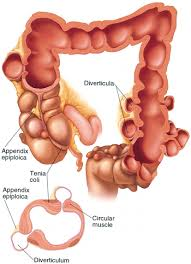 Diverticula
Appendix
epiploica
Tenia
coli
Appendix
epiploica
Circular
muscle
Diverticulum